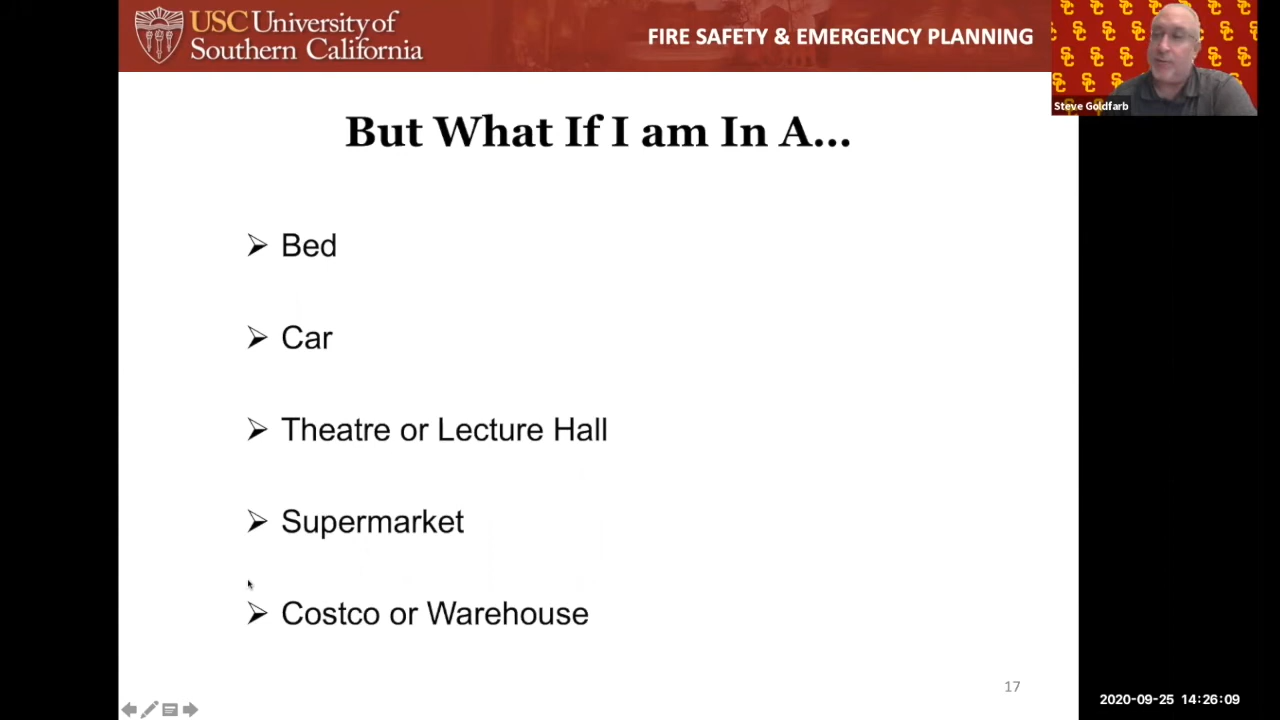 USC University of
Southern California
FIRE SAFETY & EMERGENCY PLANNING
Steve Goldfarb
But What If I am In A...
➢ Bed
➢ Car
➢ Theatre or Lecture Hall
➢ Supermarket
➢ Costco or Warehouse
17
2020-09-25 14:26:09